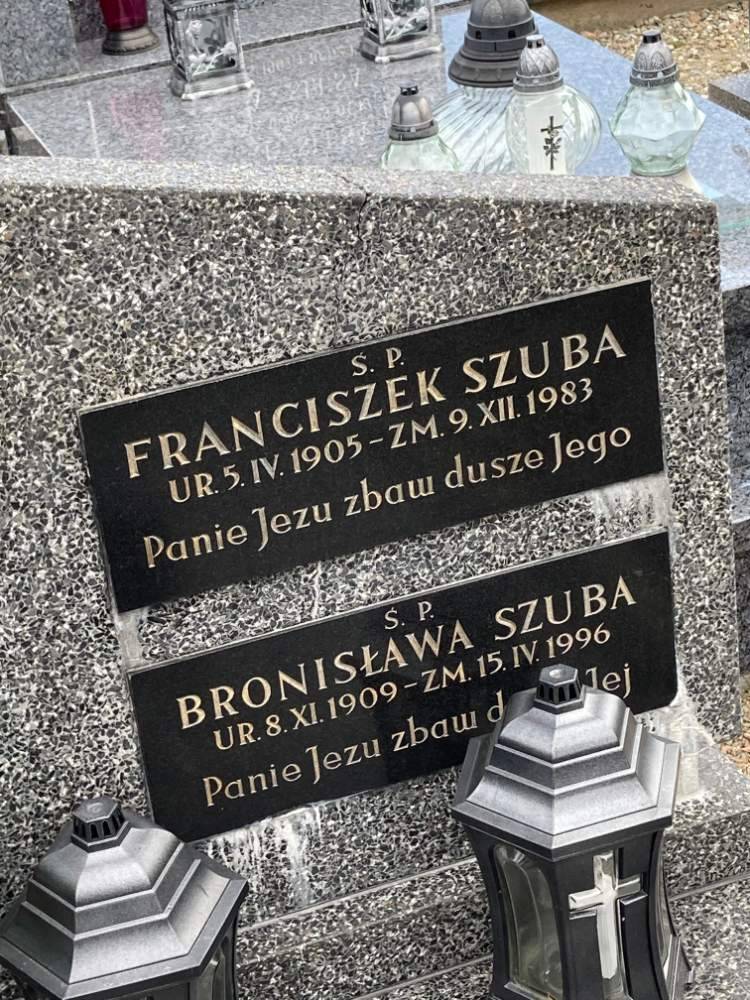 Ś. P.
FRANCISZEK SZUBA
UR. 5. IV. 1905 – ZM. 9. XII. 1983
Panie Jezu zbaw dusze Jego
Ś. P.
BRONISŁAWA SZUBA
UR. 8. XI. 1909 – ZM. 15. IV. 1996
Panie Jezu zbaw Jej